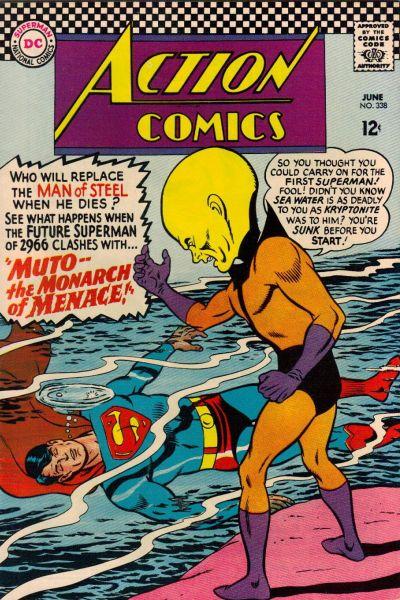 SUPERMAN
DC
NATIONAL COMICS
APPROVED
BY THE
COMICS
CODE
AUTHORITY
ACTION
COMICS
JUNE
NO. 338
12¢
WHO WILL REPLACE
THE MAN OF STEEL
WHEN HE DIES?
SEE WHAT HAPPENS WHEN
THE FUTURE SUPERMAN
OF 2966 CLASHES WITH...
"MUTO--
the MONARCH
of MENACE!"
SO YOU THOUGHT YOU
COULD CARRY ON FOR THE
FIRST SUPERMAN!
FOOL! DIDN'T YOU KNOW
SEA WATER IS AS DEADLY
TO YOU AS KRYPTONITE
WAS TO HIM? YOU'RE
SUNK BEFORE YOU
START!
S